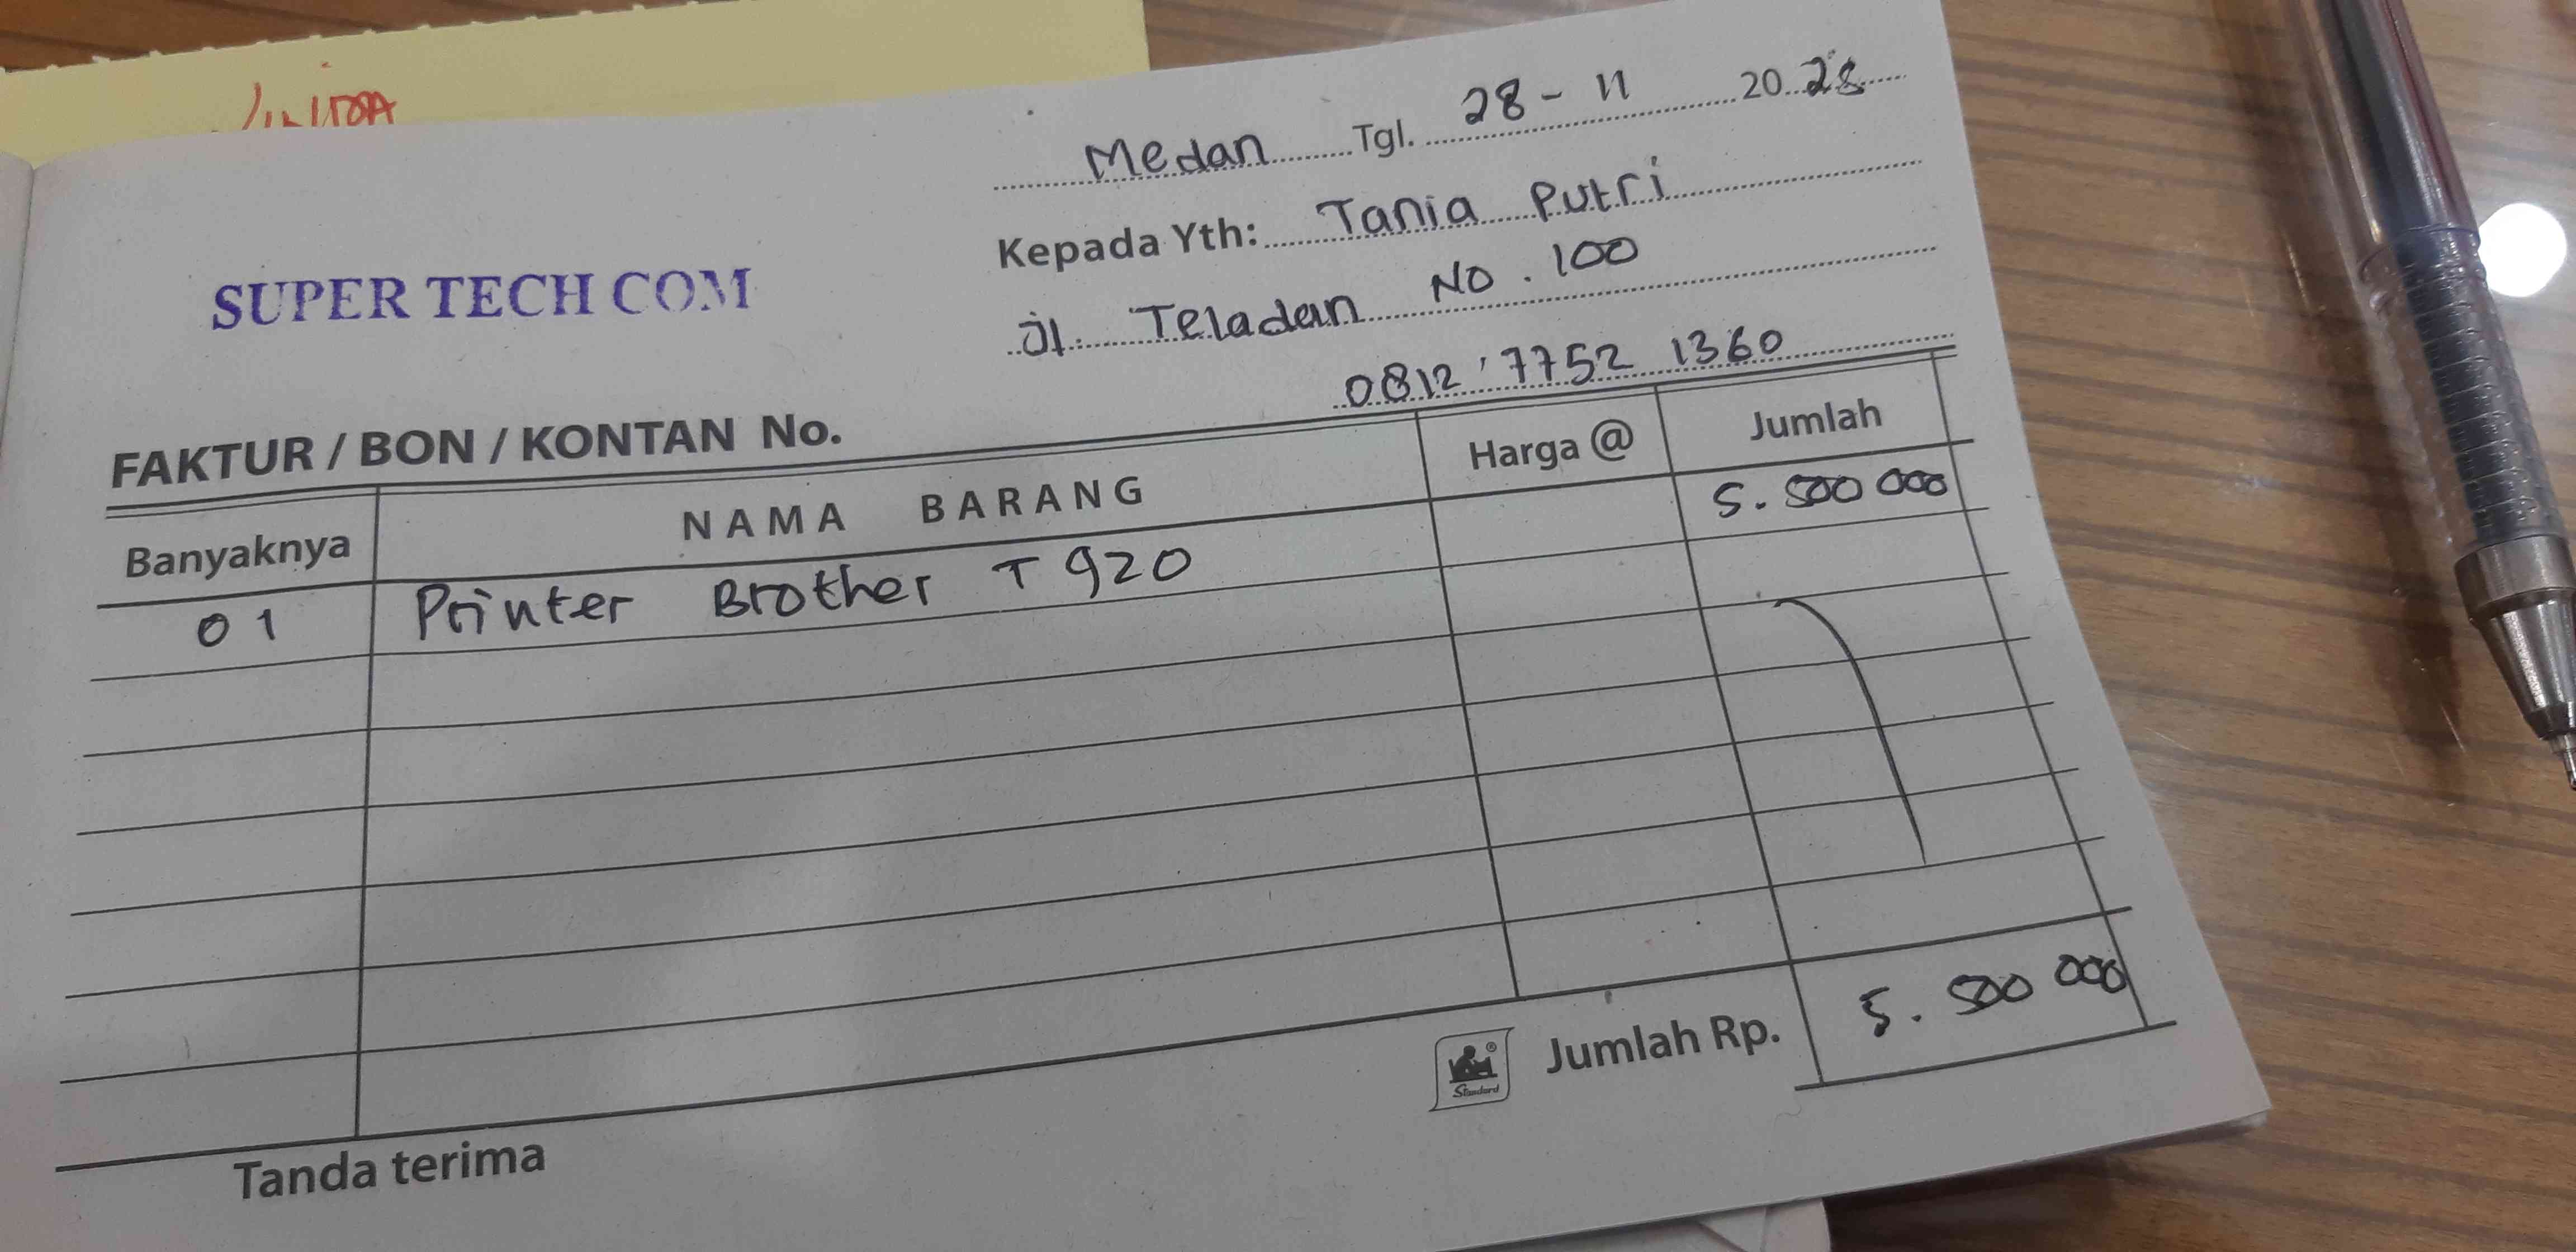 Medan Tgl. 28 - 11 20
Kepada Yth: Tania Putri
SUPER TECH COM
Jl. Teladan No. 100
0812 7752 1360
FAKTUR / BON / KONTAN No.
Banyaknya NAMA BARANG Harga @ Jumlah
01 Printer Brother T 920 5.500 000
Jumlah Rp. 5.500 000
Standard
Tanda terima